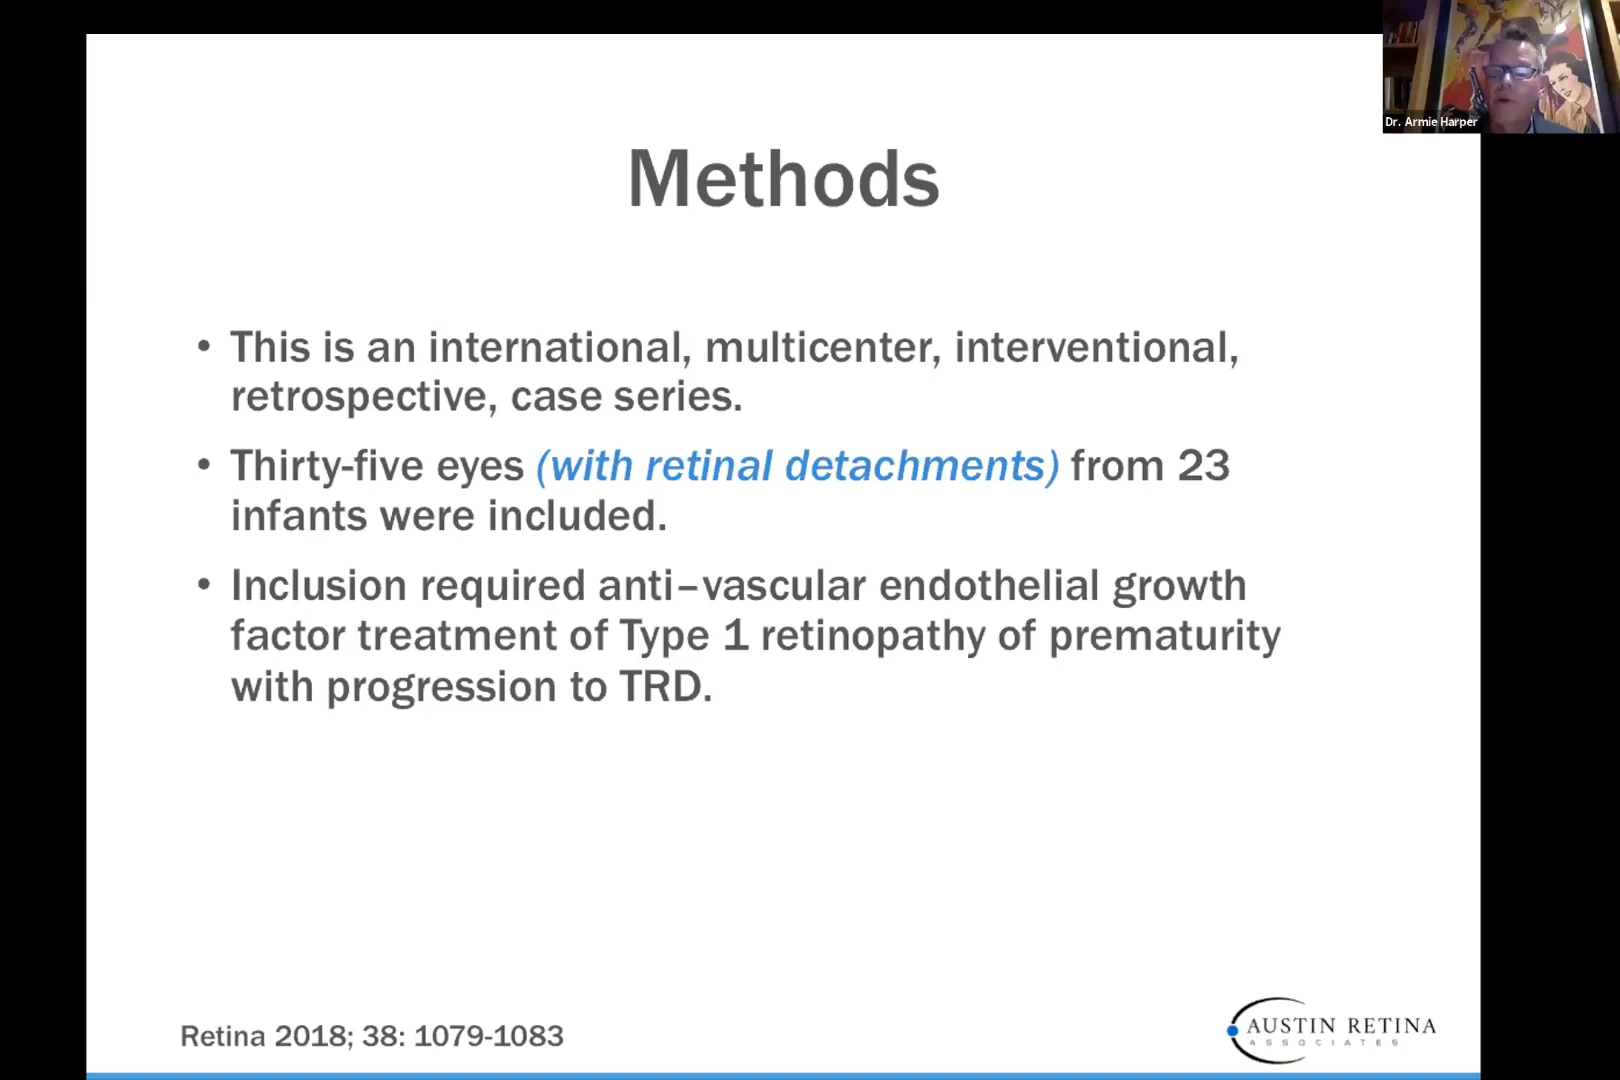 Dr. Armie Harper
Methods
• This is an international, multicenter, interventional,
retrospective, case series.
• Thirty-five eyes (with retinal detachments) from 23
infants were included.
• Inclusion required anti–vascular endothelial growth
factor treatment of Type 1 retinopathy of prematurity
with progression to TRD.
Retina 2018; 38: 1079-1083
AUSTIN RETINA
ASSOCIATES